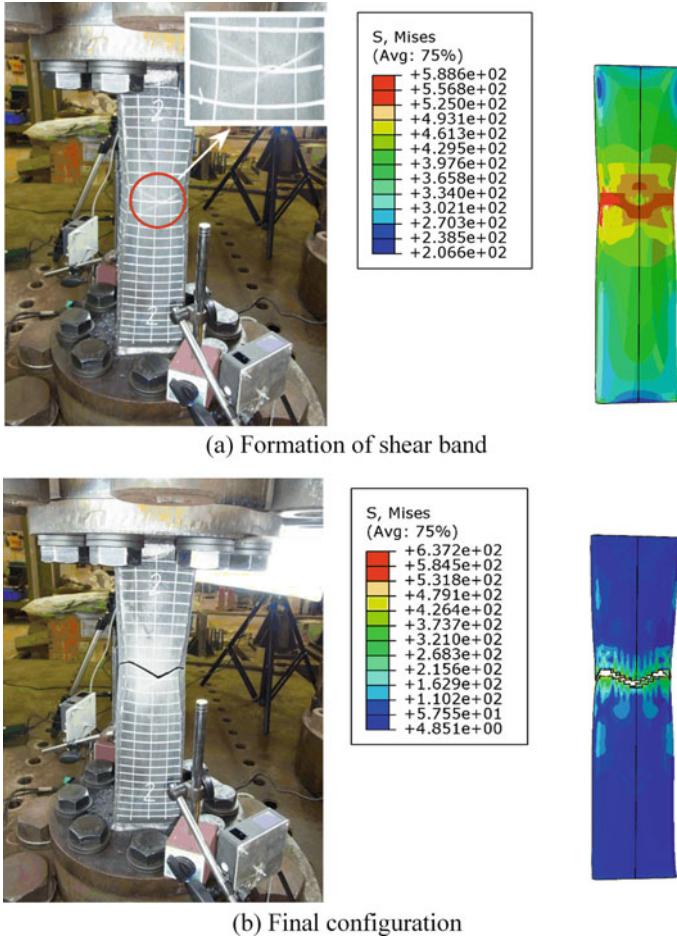 2
2
S, Mises
(Avg: 75%)
+5.886e+02
+5.568e+02
+5.250e+02
+4.931e+02
+4.613e+02
+4.295e+02
+3.976e+02
+3.658e+02
+3.340e+02
+3.021e+02
+2.703e+02
+2.385e+02
+2.066e+02
(a) Formation of shear band
2
2
S, Mises
(Avg: 75%)
+6.372e+02
+5.845e+02
+5.318e+02
+4.791e+02
+4.264e+02
+3.737e+02
+3.210e+02
+2.683e+02
+2.156e+02
+1.629e+02
+1.102e+02
+5.755e+01
+4.851e+00
(b) Final configuration